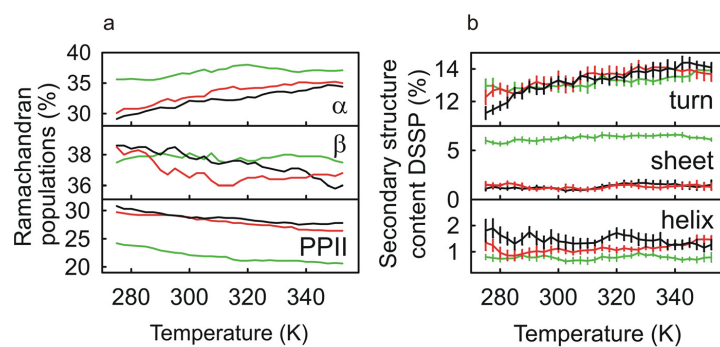 a
Ramachandran
populations (%)
40
35
30
α
38
36
β
30
25
20
PPII
280 300 320 340
Temperature (K)
b
Secondary structure
content DSSP (%)
14
12
turn
5
0
sheet
2
1
helix
280 300 320 340
Temperature (K)